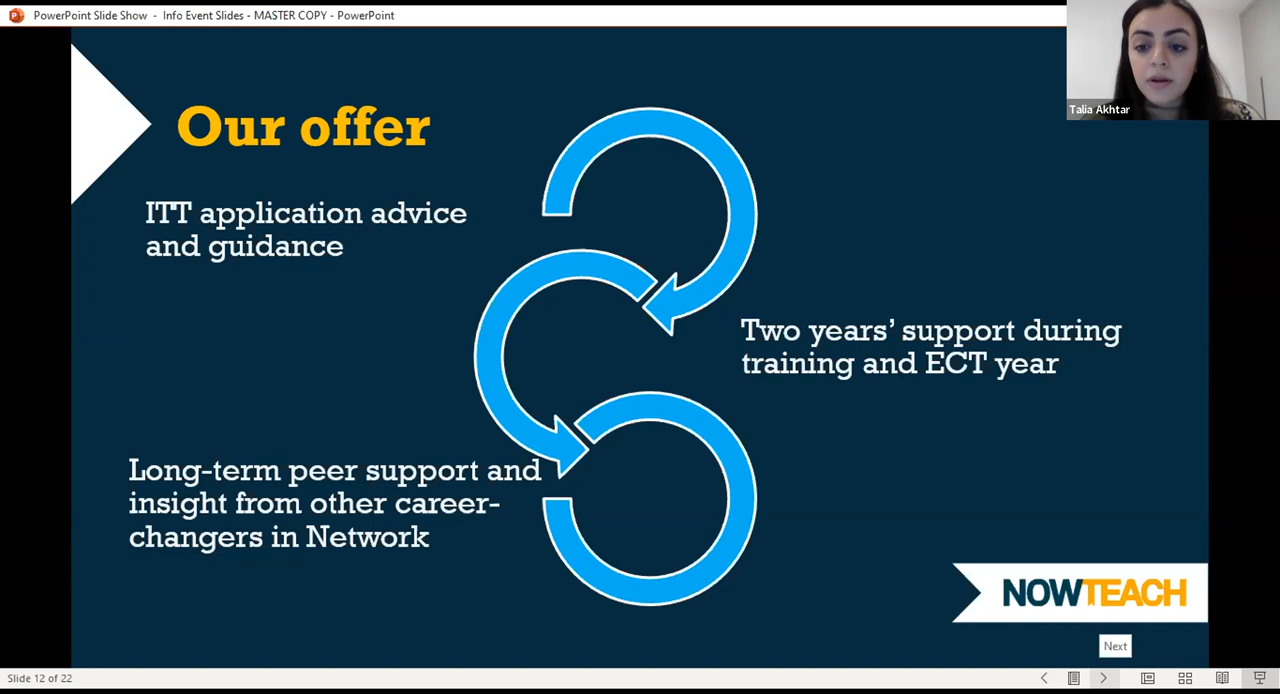 PowerPoint Slide Show - Info Event Slides - MASTER COPY - PowerPoint
Talia Akhtar
Our offer
ITT application advice
and guidance
Two years’ support during
training and ECT year
Long-term peer support and
insight from other career-
changers in Network
NOWTEACH
Next
Slide 12 of 22